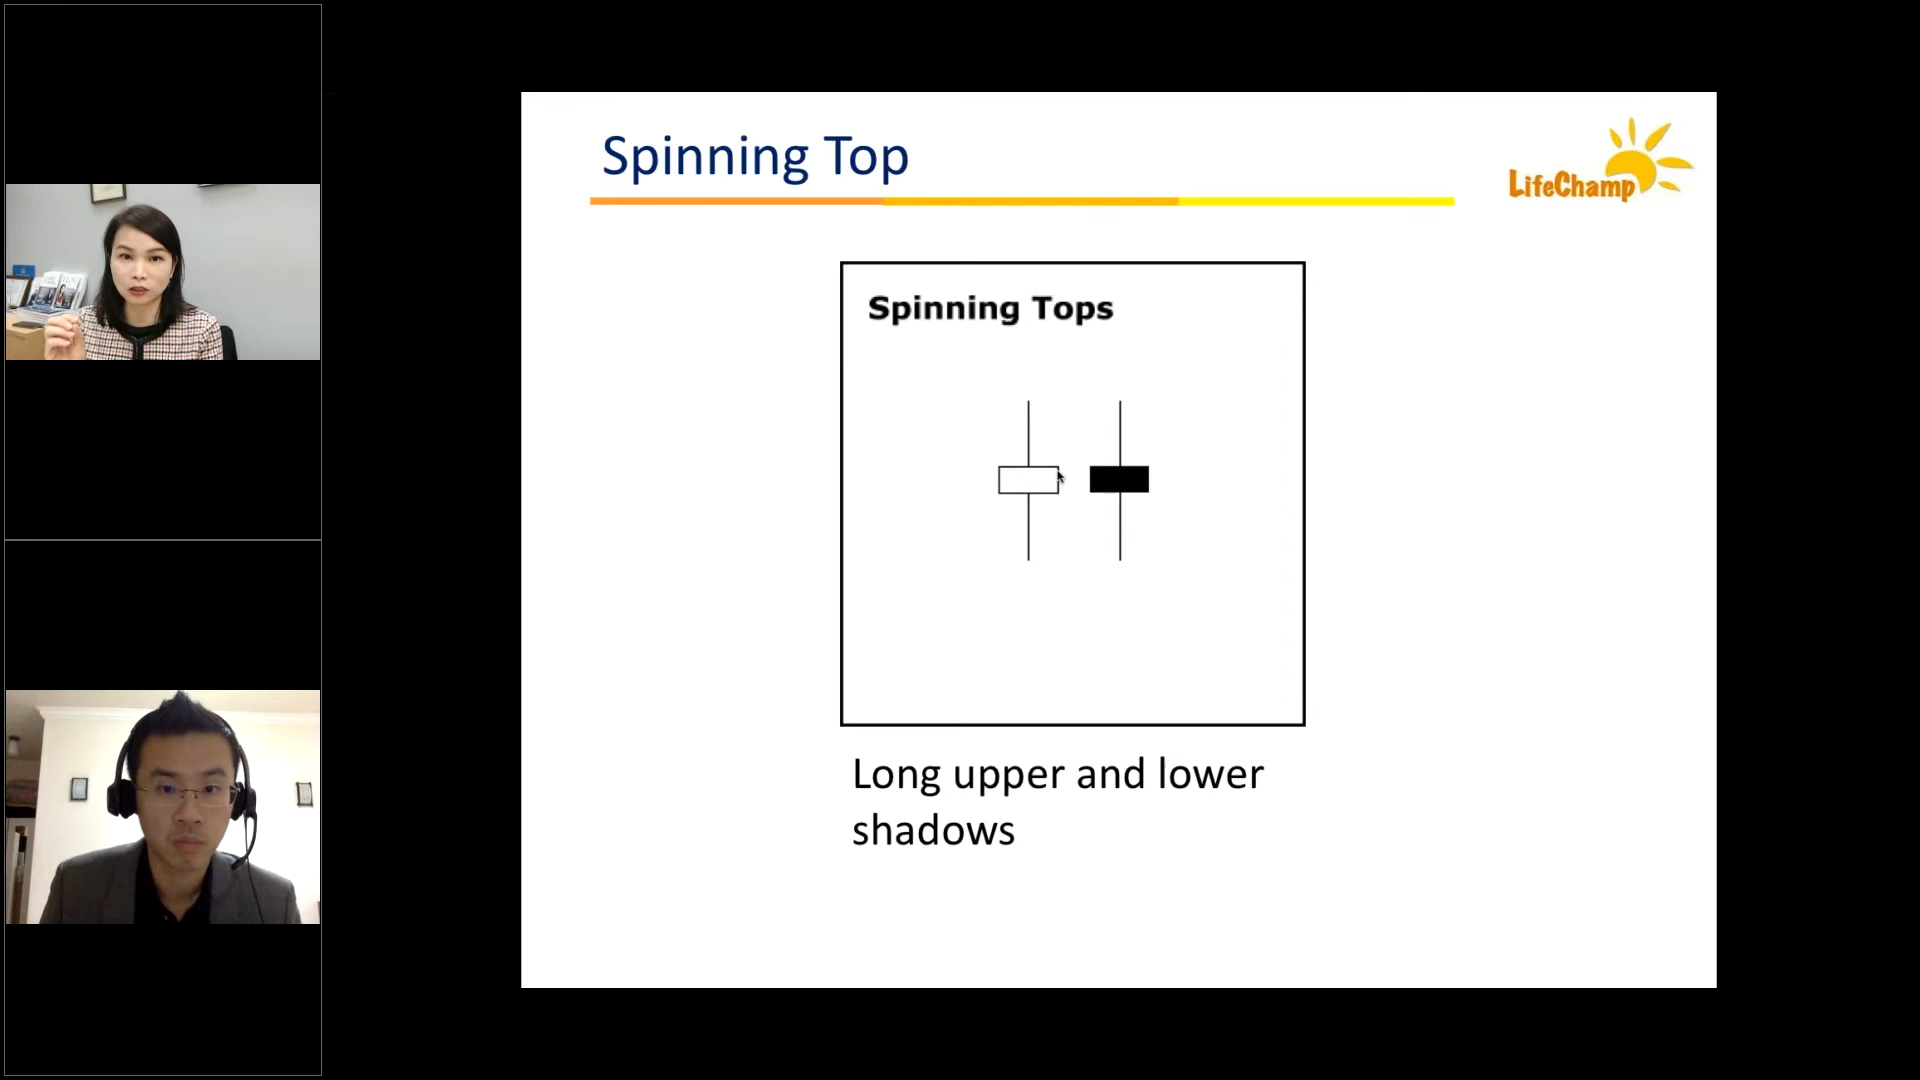 Spinning Top
LifeChamp
Spinning Tops
Long upper and lower
shadows